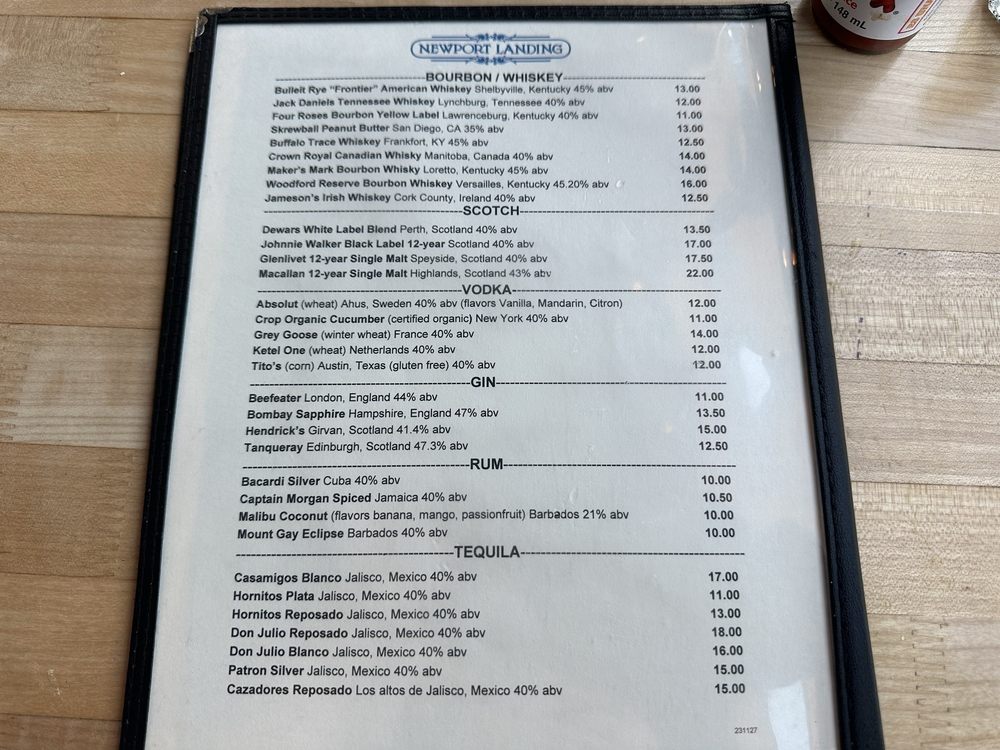 ce
148 mL
NEWPORT LANDING
BOURBON / WHISKEY
Bulleit Rye "Frontier" American Whiskey Shelbyville, Kentucky 45% abv 13.00
Jack Daniels Tennessee Whiskey Lynchburg, Tennessee 40% abv 12.00
Four Roses Bourbon Yellow Label Lawrenceburg, Kentucky 40% abv 11.00
Skrewball Peanut Butter San Diego, CA 35% abv 13.00
Buffalo Trace Whiskey Frankfort, KY 45% abv 12.50
Crown Royal Canadian Whisky Manitoba, Canada 40% abv 14.00
Maker's Mark Bourbon Whisky Loretto, Kentucky 45% abv 14.00
Woodford Reserve Bourbon Whiskey Versailles, Kentucky 45.20% abv 16.00
Jameson's Irish Whiskey Cork County, Ireland 40% abv 12.50
SCOTCH
Dewars White Label Blend Perth, Scotland 40% abv 13.50
Johnnie Walker Black Label 12-year Scotland 40% abv 17.00
Glenlivet 12-year Single Malt Speyside, Scotland 40% abv 17.50
Macallan 12-year Single Malt Highlands, Scotland 43% abv 22.00
VODKA
Absolut (wheat) Ahus, Sweden 40% abv (flavors Vanilla, Mandarin, Citron) 12.00
Crop Organic Cucumber (certified organic) New York 40% abv 11.00
Grey Goose (winter wheat) France 40% abv 14.00
Ketel One (wheat) Netherlands 40% abv 12.00
Tito's (corn) Austin, Texas (gluten free) 40% abv 12.00
GIN
Beefeater London, England 44% abv 11.00
Bombay Sapphire Hampshire, England 47% abv 13.50
Hendrick's Girvan, Scotland 41.4% abv 15.00
Tanqueray Edinburgh, Scotland 47.3% abv 12.50
RUM
Bacardi Silver Cuba 40% abv 10.00
Captain Morgan Spiced Jamaica 40% abv 10.50
Malibu Coconut (flavors banana, mango, passionfruit) Barbados 21% abv 10.00
Mount Gay Eclipse Barbados 40% abv 10.00
TEQUILA
Casamigos Blanco Jalisco, Mexico 40% abv 17.00
Hornitos Plata Jalisco, Mexico 40% abv 11.00
Hornitos Reposado Jalisco, Mexico 40% abv 13.00
Don Julio Reposado Jalisco, Mexico 40% abv 18.00
Don Julio Blanco Jalisco, Mexico 40% abv 16.00
Patron Silver Jalisco, Mexico 40% abv 15.00
Cazadores Reposado Los altos de Jalisco, Mexico 40% abv 15.00
231127